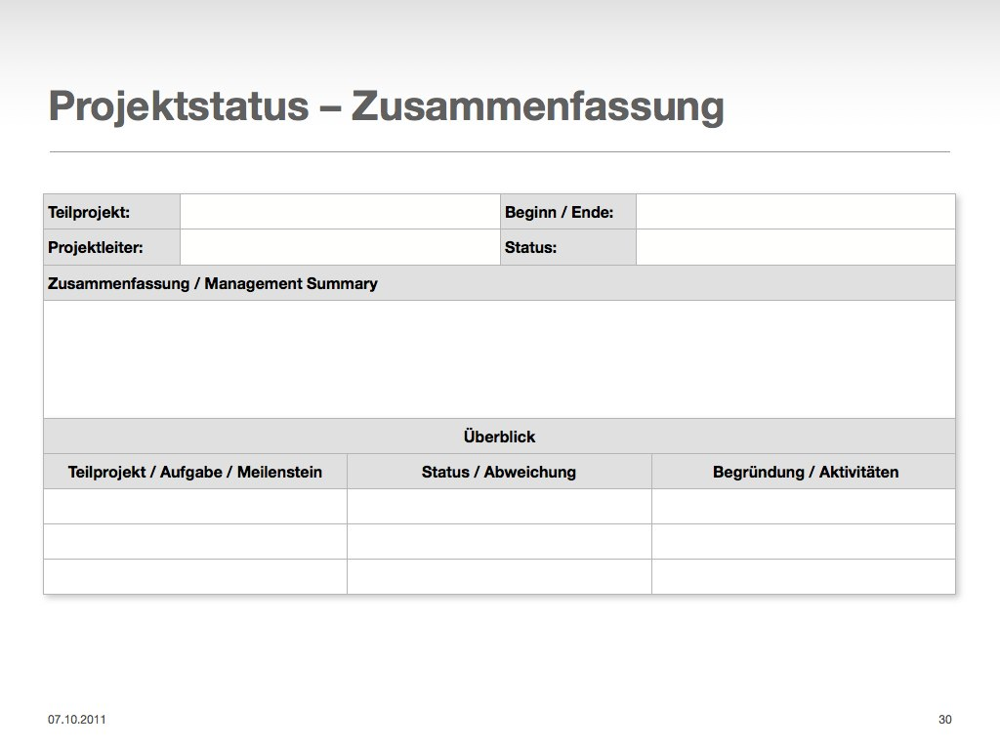 Projektstatus – Zusammenfassung
Teilprojekt: Beginn / Ende:
Projektleiter: Status:
Zusammenfassung / Management Summary
Überblick
Teilprojekt / Aufgabe / Meilenstein Status / Abweichung Begründung / Aktivitäten
07.10.2011 30